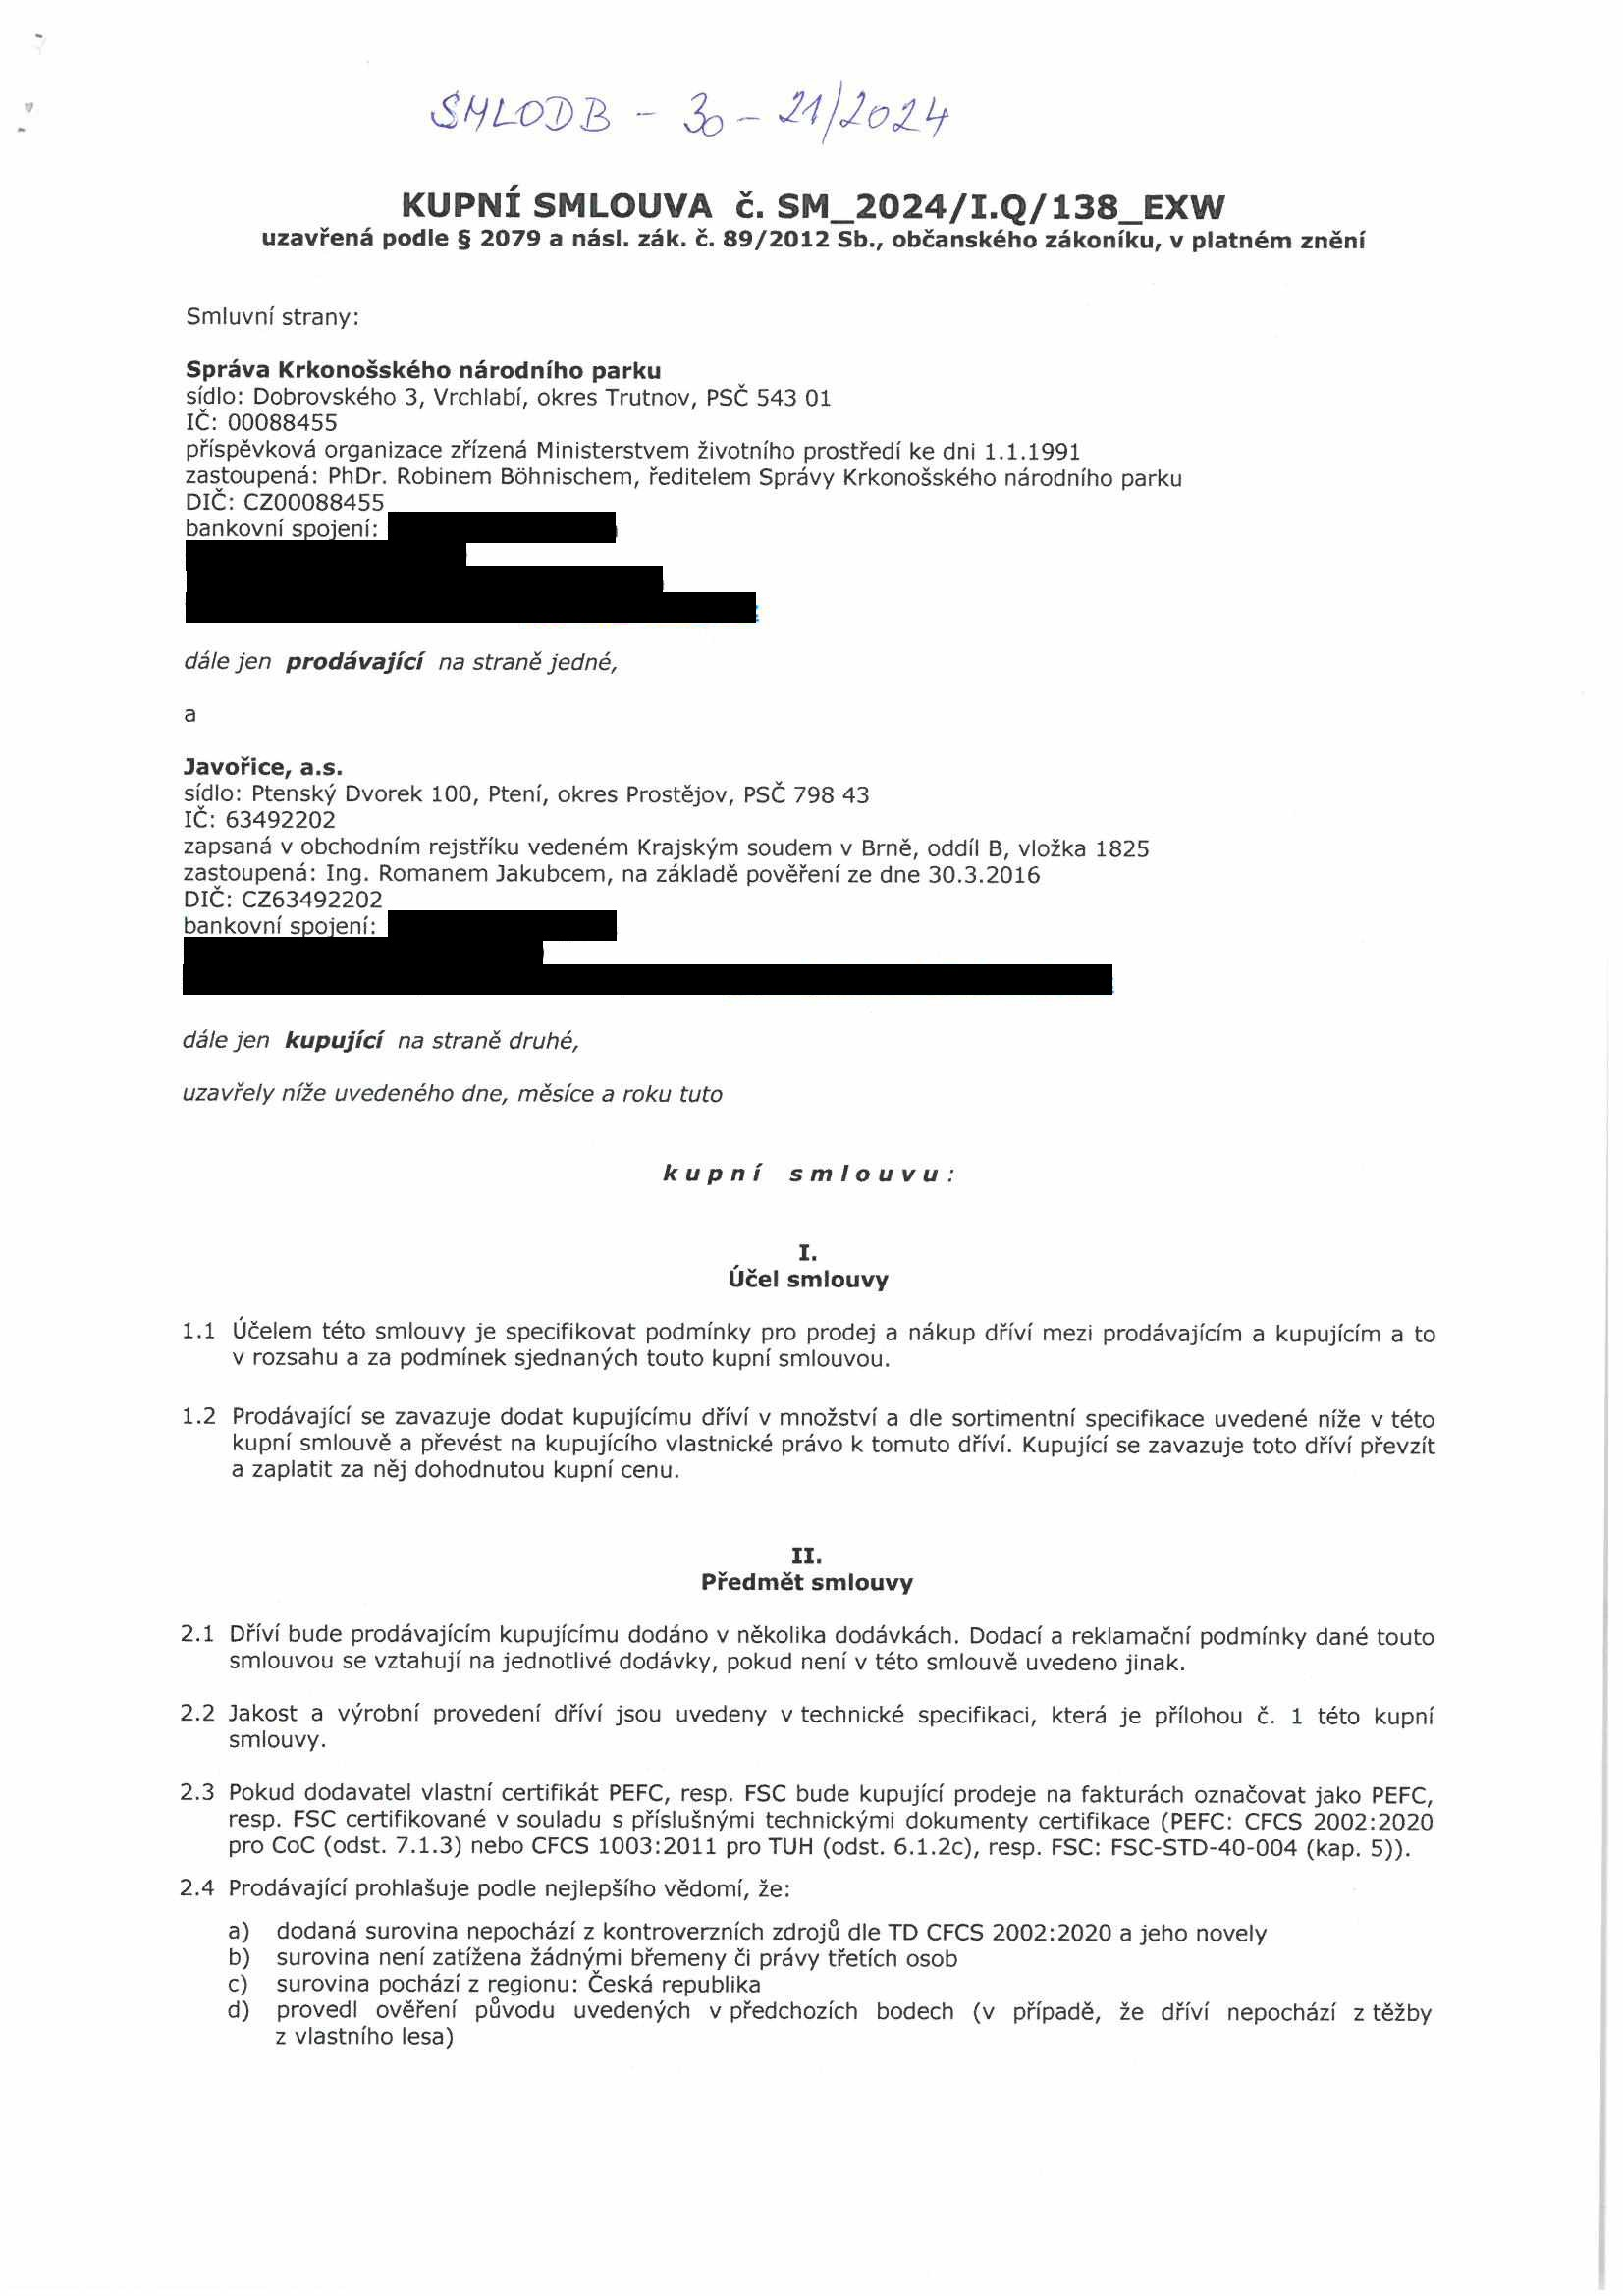 SMLODB - 30 - 21/2024
KUPNÍ SMLOUVA č. SM_2024/I.Q/138_EXW
uzavřená podle § 2079 a násl. zák. č. 89/2012 Sb., občanského zákoníku, v platném znění
Smluvní strany:
Správa Krkonošského národního parku
sídlo: Dobrovského 3, Vrchlabí, okres Trutnov, PSČ 543 01
IČ: 00088455
příspěvková organizace zřízená Ministerstvem životního prostředí ke dni 1.1.1991
zastoupená: PhDr. Robinem Böhnischem, ředitelem Správy Krkonošského národního parku
DIČ: CZ00088455
bankovní spojení:
dále jen prodávající na straně jedné,
a
Javořice, a.s.
sídlo: Ptenský Dvorek 100, Ptení, okres Prostějov, PSČ 798 43
IČ: 63492202
zapsaná v obchodním rejstříku vedeném Krajským soudem v Brně, oddíl B, vložka 1825
zastoupená: Ing. Romanem Jakubcem, na základě pověření ze dne 30.3.2016
DIČ: CZ63492202
bankovní spojení:
dále jen kupující na straně druhé,
uzavřely níže uvedeného dne, měsíce a roku tuto
kupní smlouvu:
I.
Účel smlouvy
1.1 Účelem této smlouvy je specifikovat podmínky pro prodej a nákup dříví mezi prodávajícím a kupujícím a to
v rozsahu a za podmínek sjednaných touto kupní smlouvou.
1.2 Prodávající se zavazuje dodat kupujícímu dříví v množství a dle sortimentní specifikace uvedené níže v této
kupní smlouvě a převést na kupujícího vlastnické právo k tomuto dříví. Kupující se zavazuje toto dříví převzít
a zaplatit za něj dohodnutou kupní cenu.
II.
Předmět smlouvy
2.1 Dříví bude prodávajícím kupujícímu dodáno v několika dodávkách. Dodací a reklamační podmínky dané touto
smlouvou se vztahují na jednotlivé dodávky, pokud není v této smlouvě uvedeno jinak.
2.2 Jakost a výrobní provedení dříví jsou uvedeny v technické specifikaci, která je přílohou č. 1 této kupní
smlouvy.
2.3 Pokud dodavatel vlastní certifikát PEFC, resp. FSC bude kupující prodeje na fakturách označovat jako PEFC,
resp. FSC certifikované v souladu s příslušnými technickými dokumenty certifikace (PEFC: CFCS 2002:2020
pro CoC (odst. 7.1.3) nebo CFCS 1003:2011 pro TUH (odst. 6.1.2c), resp. FSC: FSC-STD-40-004 (kap. 5)).
2.4 Prodávající prohlašuje podle nejlepšího vědomí, že:
a) dodaná surovina nepochází z kontroverzních zdrojů dle TD CFCS 2002:2020 a jeho novely
b) surovina není zatížena žádnými břemeny či právy třetích osob
c) surovina pochází z regionu: Česká republika
d) provedl ověření původu uvedených v předchozích bodech (v případě, že dříví nepochází z těžby
z vlastního lesa)